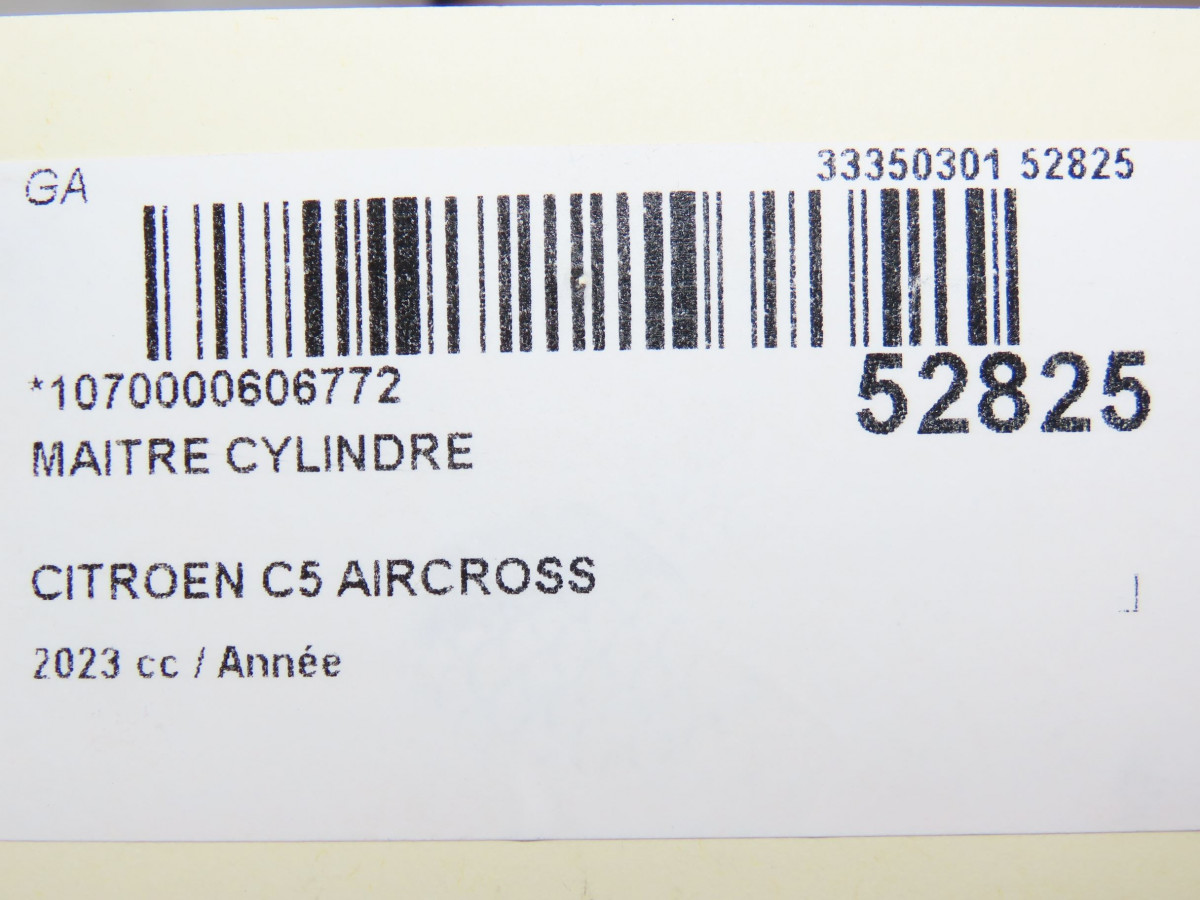 GA
33350301 52825
*1070000606772
52825
MAITRE CYLINDRE
CITROEN C5 AIRCROSS
2023 cc / Année